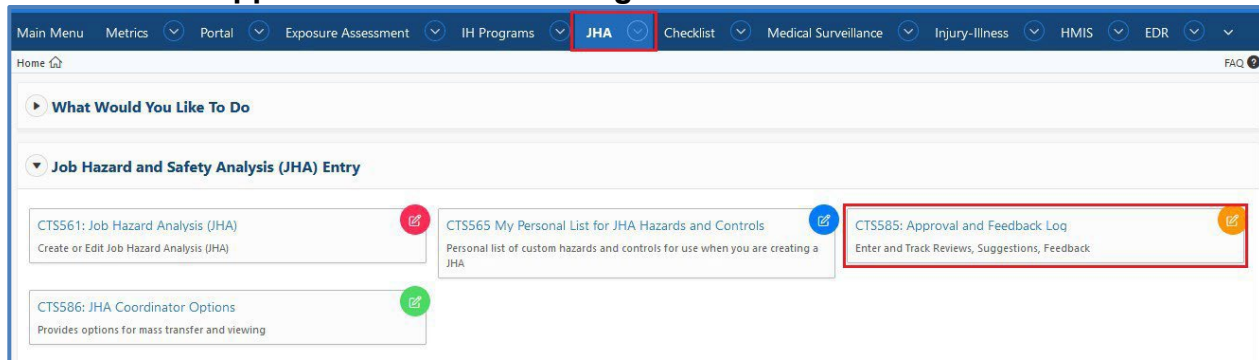 Main Menu Metrics Portal Exposure Assessment IH Programs JHA Checklist Medical Surveillance Injury-Illness HMIS EDR
Home FAQ ?
What Would You Like To Do
Job Hazard and Safety Analysis (JHA) Entry
CTS561: Job Hazard Analysis (JHA)
Create or Edit Job Hazard Analysis (JHA)
CTS565 My Personal List for JHA Hazards and Controls
Personal list of custom hazards and controls for use when you are creating a
JHA
CTS585: Approval and Feedback Log
Enter and Track Reviews, Suggestions, Feedback
CTS586: JHA Coordinator Options
Provides options for mass transfer and viewing